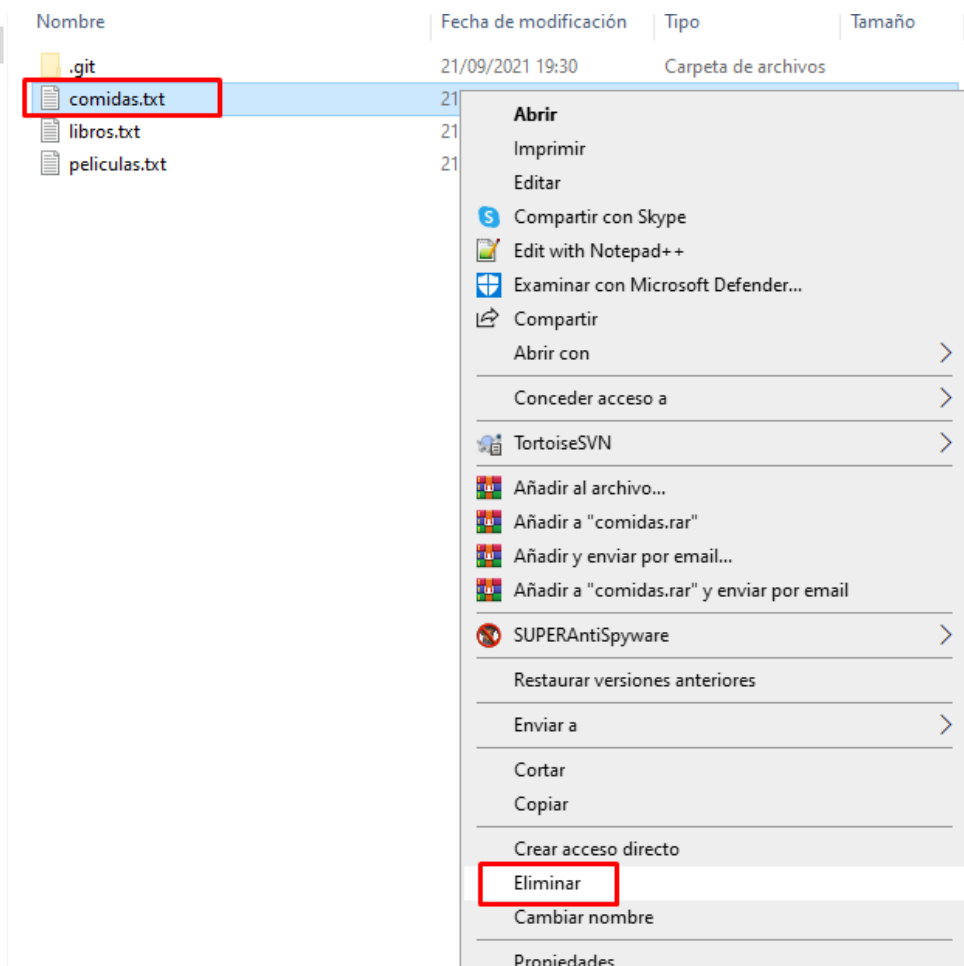 Nombre Fecha de modificación Tipo Tamaño
.git 21/09/2021 19:30 Carpeta de archivos
comidas.txt 21
libros.txt 21
peliculas.txt 21
Abrir
Imprimir
Editar
Compartir con Skype
Edit with Notepad++
Examinar con Microsoft Defender...
Compartir
Abrir con
Conceder acceso a
TortoiseSVN
Añadir al archivo...
Añadir a "comidas.rar"
Añadir y enviar por email...
Añadir a "comidas.rar" y enviar por email
SUPERAntiSpyware
Restaurar versiones anteriores
Enviar a
Cortar
Copiar
Crear acceso directo
Eliminar
Cambiar nombre
Propiedades